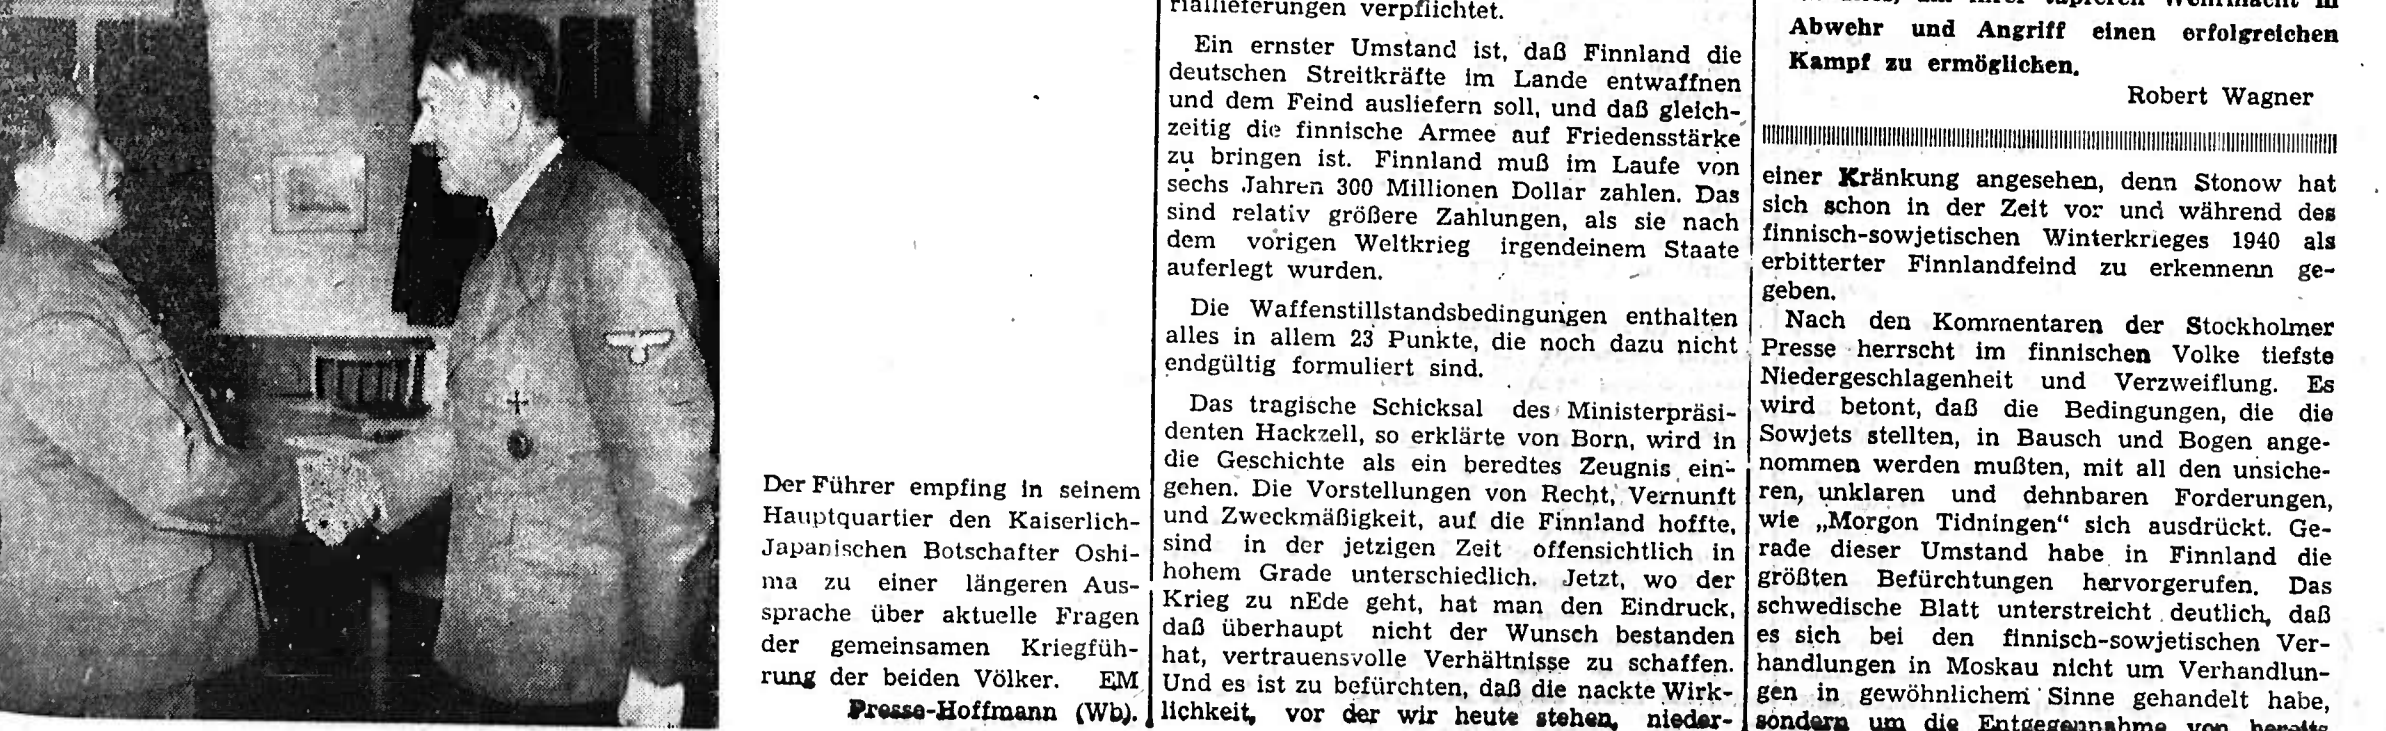 Der Führer empfing in seinem
Hauptquartier den Kaiserlich-
Japanischen Botschafter Oshi-
ma zu einer längeren Aus-
sprache über aktuelle Fragen
der gemeinsamen Kriegfüh-
rung der beiden Völker. EM
Presse-Hoffmann (Wb).
riallieferungen verpflichtet.
Ein ernster Umstand ist, daß Finnland die
deutschen Streitkräfte im Lande entwaffnen
und dem Feind ausliefern soll, und daß gleich-
zeitig die finnische Armee auf Friedensstärke
zu bringen ist. Finnland muß im Laufe von
sechs Jahren 300 Millionen Dollar zahlen. Das
sind relativ größere Zahlungen, als sie nach
dem vorigen Weltkrieg irgendeinem Staate
auferlegt wurden.
Die Waffenstillstandsbedingungen enthalten
alles in allem 23 Punkte, die noch dazu nicht
endgültig formuliert sind.
Das tragische Schicksal des Ministerpräsi-
denten Hackzell, so erklärte von Born, wird in
die Geschichte als ein beredtes Zeugnis ein-
gehen. Die Vorstellungen von Recht, Vernunft
und Zweckmäßigkeit, auf die Finnland hoffte,
sind in der jetzigen Zeit offensichtlich in
hohem Grade unterschiedlich. Jetzt, wo der
Krieg zu nEde geht, hat man den Eindruck,
daß überhaupt nicht der Wunsch bestanden
hat, vertrauensvolle Verhältnisse zu schaffen.
Und es ist zu befürchten, daß die nackte Wirk-
lichkeit, vor der wir heute stehen, nieder-
tapferen Wehrmacht in
Abwehr und Angriff einen erfolgreichen
Kampf zu ermöglichen.
Robert Wagner
einer Kränkung angesehen, denn Stonow hat
sich schon in der Zeit vor und während des
finnisch-sowjetischen Winterkrieges 1940 als
erbitterter Finnlandfeind zu erkennenn ge-
geben.
Nach den Kommentaren der Stockholmer
Presse herrscht im finnischen Volke tiefste
Niedergeschlagenheit und Verzweiflung. Es
wird betont, daß die Bedingungen, die die
Sowjets stellten, in Bausch und Bogen ange-
nommen werden mußten, mit all den unsiche-
ren, unklaren und dehnbaren Forderungen,
wie „Morgon Tidningen“ sich ausdrückt. Ge-
rade dieser Umstand habe in Finnland die
größten Befürchtungen hervorgerufen. Das
schwedische Blatt unterstreicht deutlich, daß
es sich bei den finnisch-sowjetischen Ver-
handlungen in Moskau nicht um Verhandlun-
gen in gewöhnlichem Sinne gehandelt habe,
sondern um die Entgegennahme von bereits